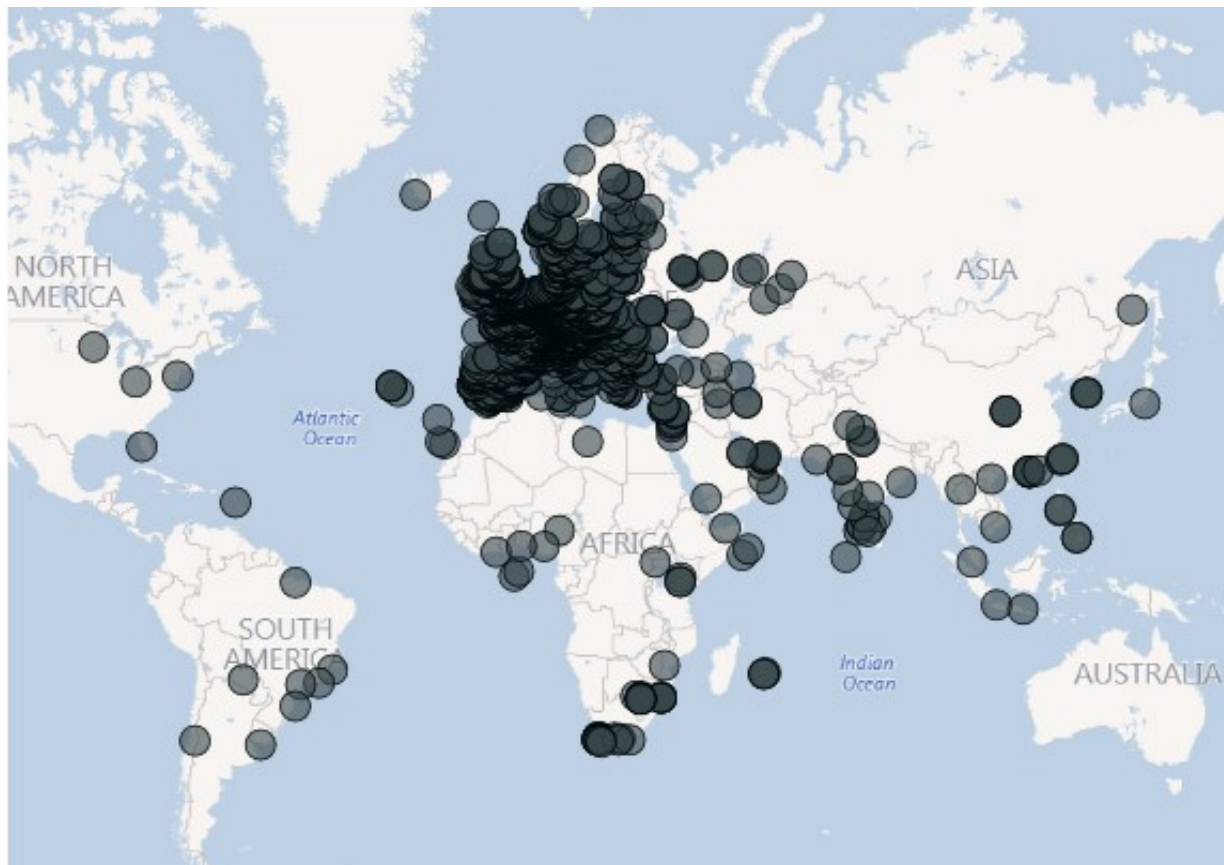 NORTH
AMERICA
ASIA
Atlantic
Ocean
AFRICA
SOUTH
AMERICA
Indian
Ocean
AUSTRALIA